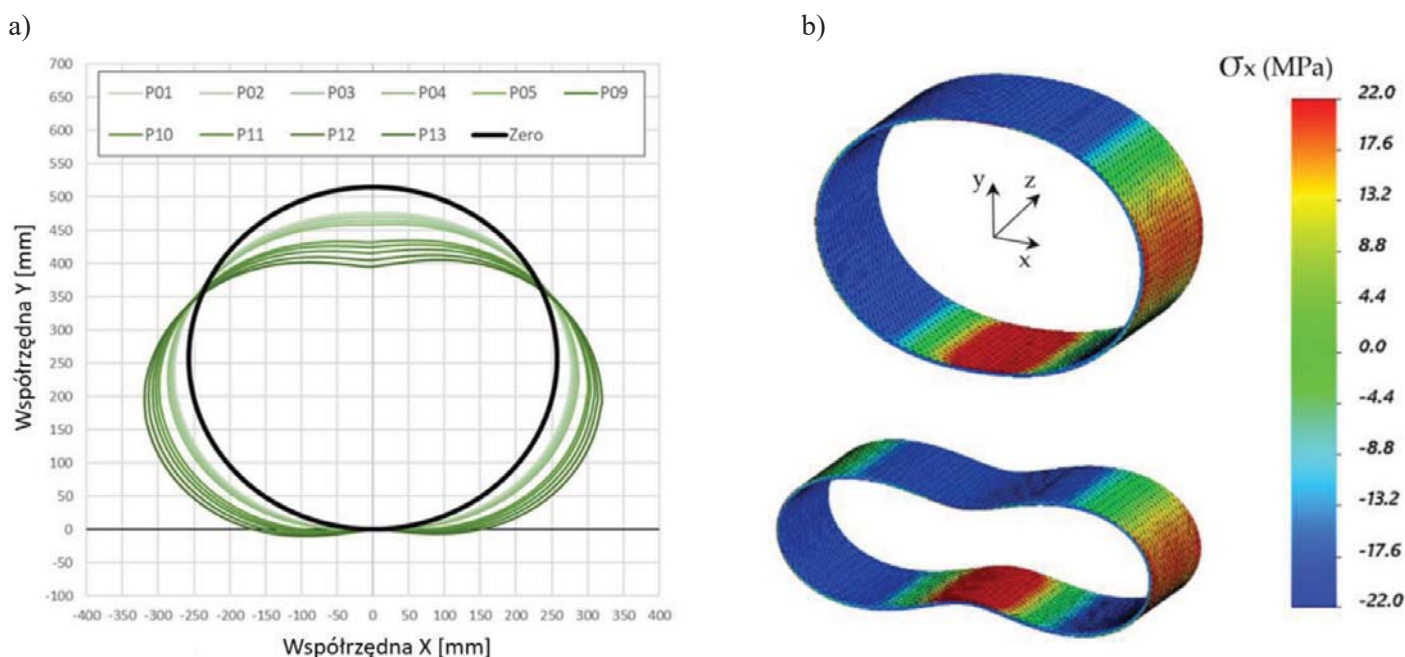 a)
b)
P01 P02 P03 P04 P05 P09
P10 P11 P12 P13 Zero
700
650
600
550
500
450
400
350
300
250
200
150
100
50
0
-50
-100
-400 -350 -300 -250 -200 -150 -100 -50 0 50 100 150 200 250 300 350 400
Współrzędna Y [mm]
Współrzędna X [mm]
y
z
x
σx (MPa)
22.0
17.6
13.2
8.8
4.4
0.0
-4.4
-8.8
-13.2
-17.6
-22.0